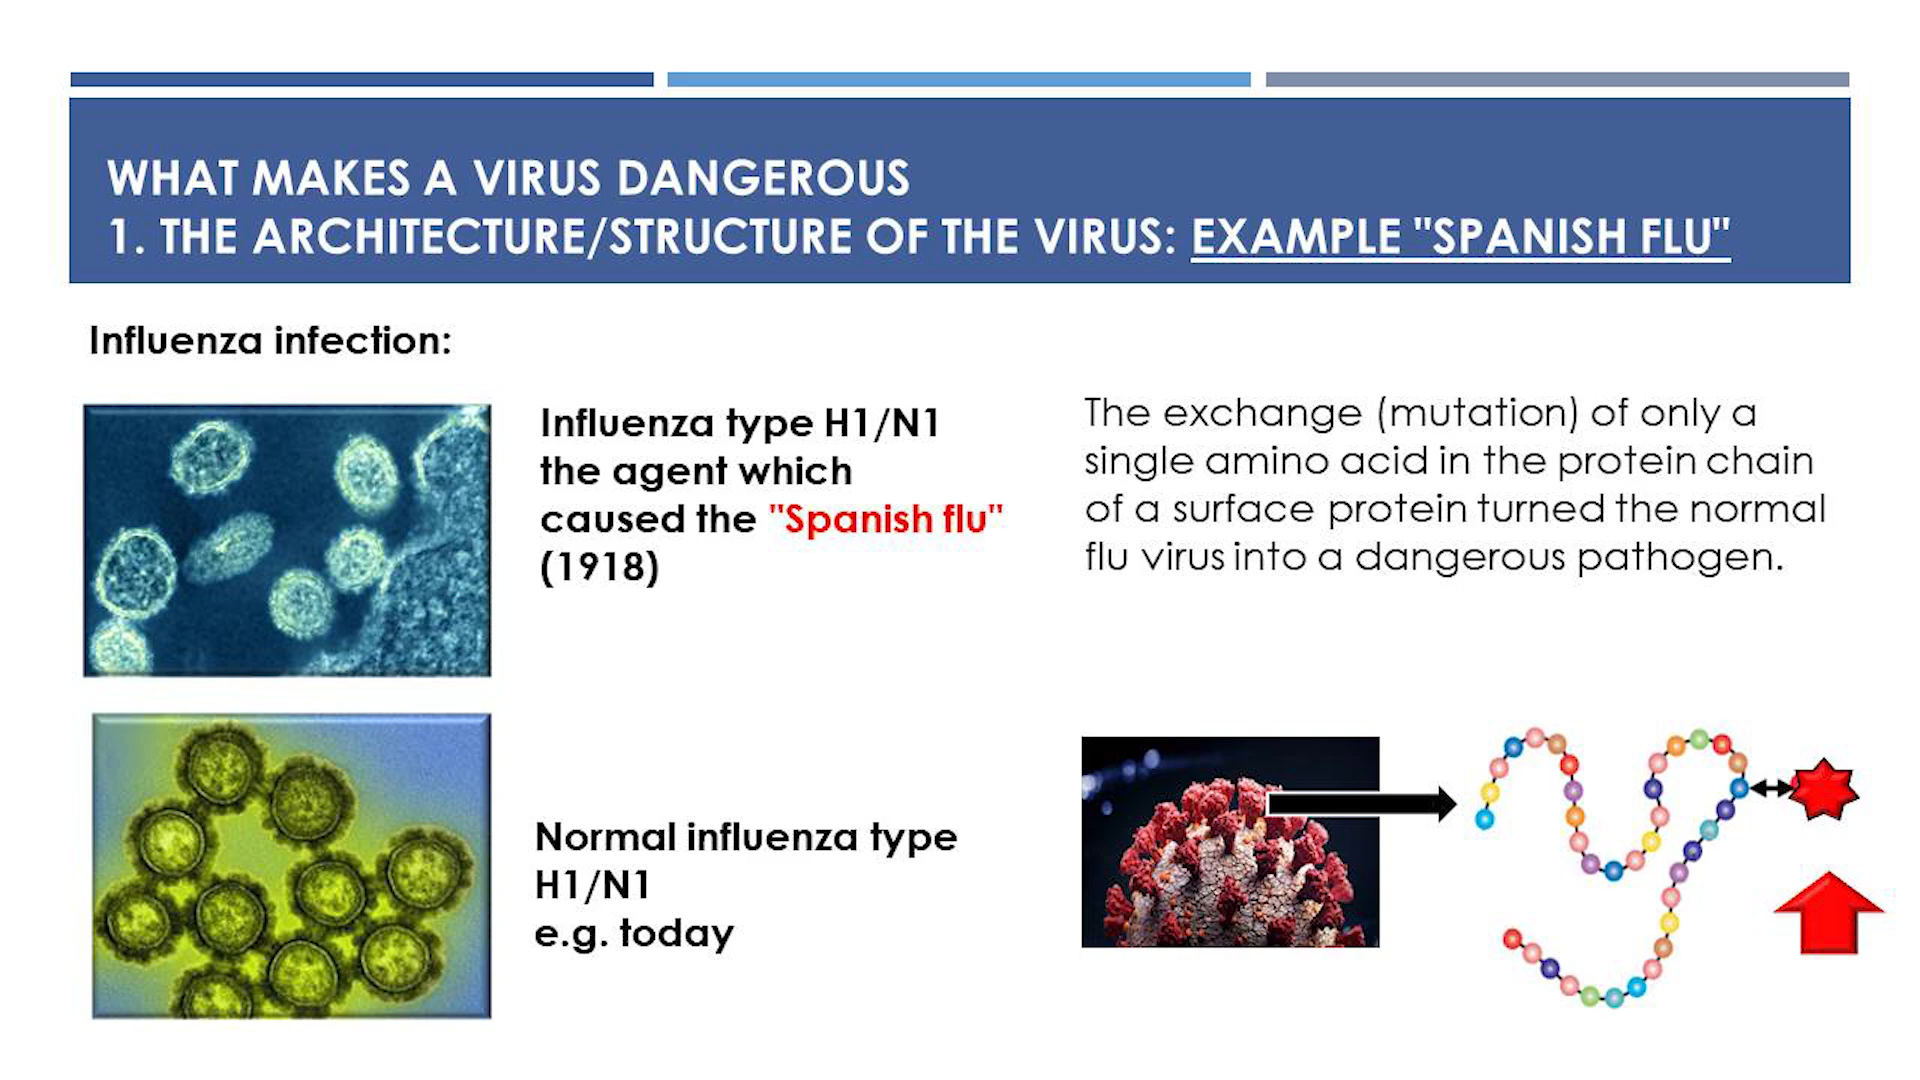 WHAT MAKES A VIRUS DANGEROUS
1. THE ARCHITECTURE/STRUCTURE OF THE VIRUS: EXAMPLE "SPANISH FLU"
Influenza infection:
Influenza type H1/N1
the agent which
caused the "Spanish flu"
(1918)
The exchange (mutation) of only a
single amino acid in the protein chain
of a surface protein turned the normal
flu virus into a dangerous pathogen.
Normal influenza type
H1/N1
e.g. today